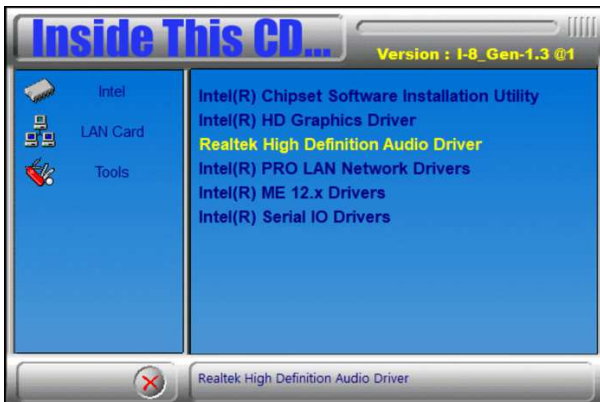 Inside This CD...
Version : I-8_Gen-1.3 @1
Intel
LAN Card
Tools
Intel(R) Chipset Software Installation Utility
Intel(R) HD Graphics Driver
Realtek High Definition Audio Driver
Intel(R) PRO LAN Network Drivers
Intel(R) ME 12.x Drivers
Intel(R) Serial IO Drivers
Realtek High Definition Audio Driver